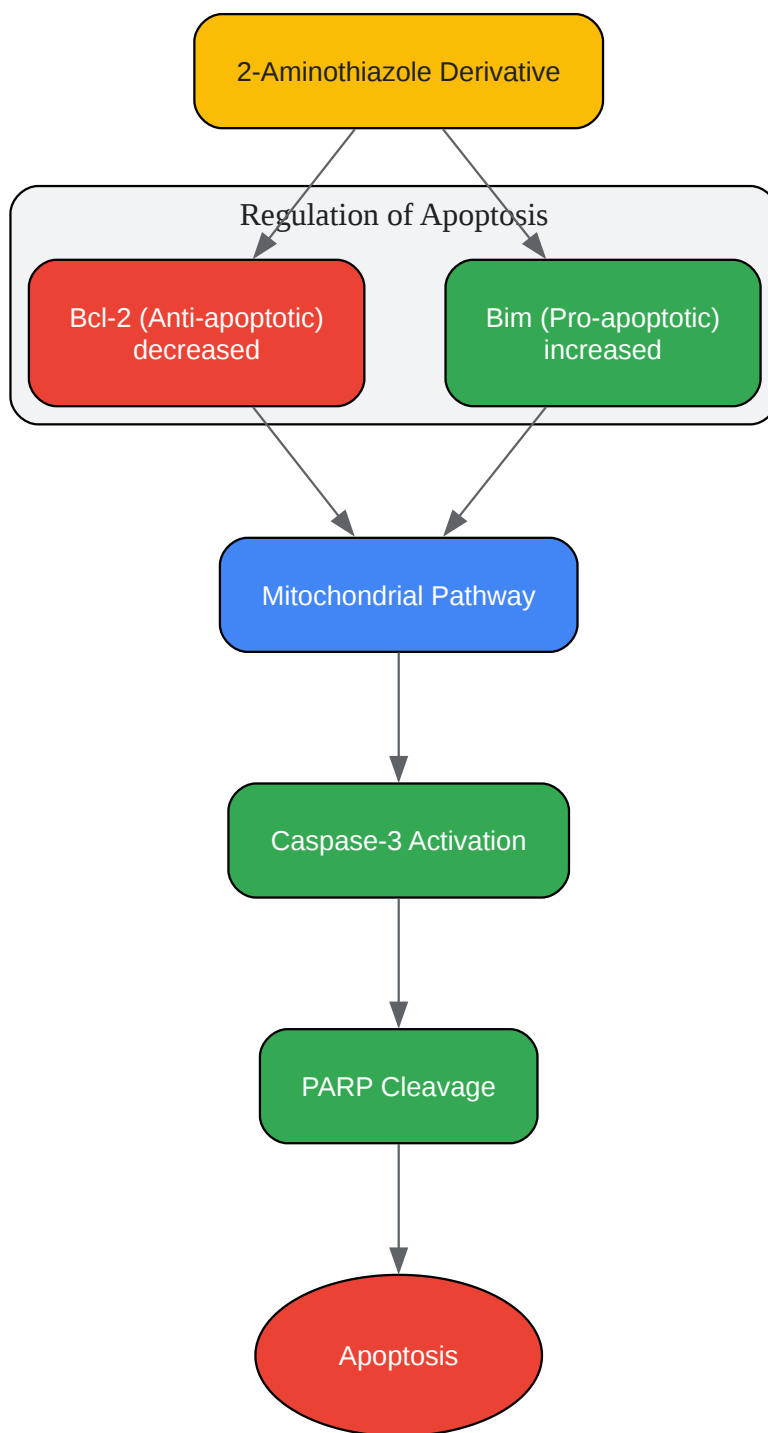 2-Aminothiazole Derivative
Regulation of Apoptosis
Bcl-2 (Anti-apoptotic)
decreased
Bim (Pro-apoptotic)
increased
Mitochondrial Pathway
Caspase-3 Activation
PARP Cleavage
Apoptosis